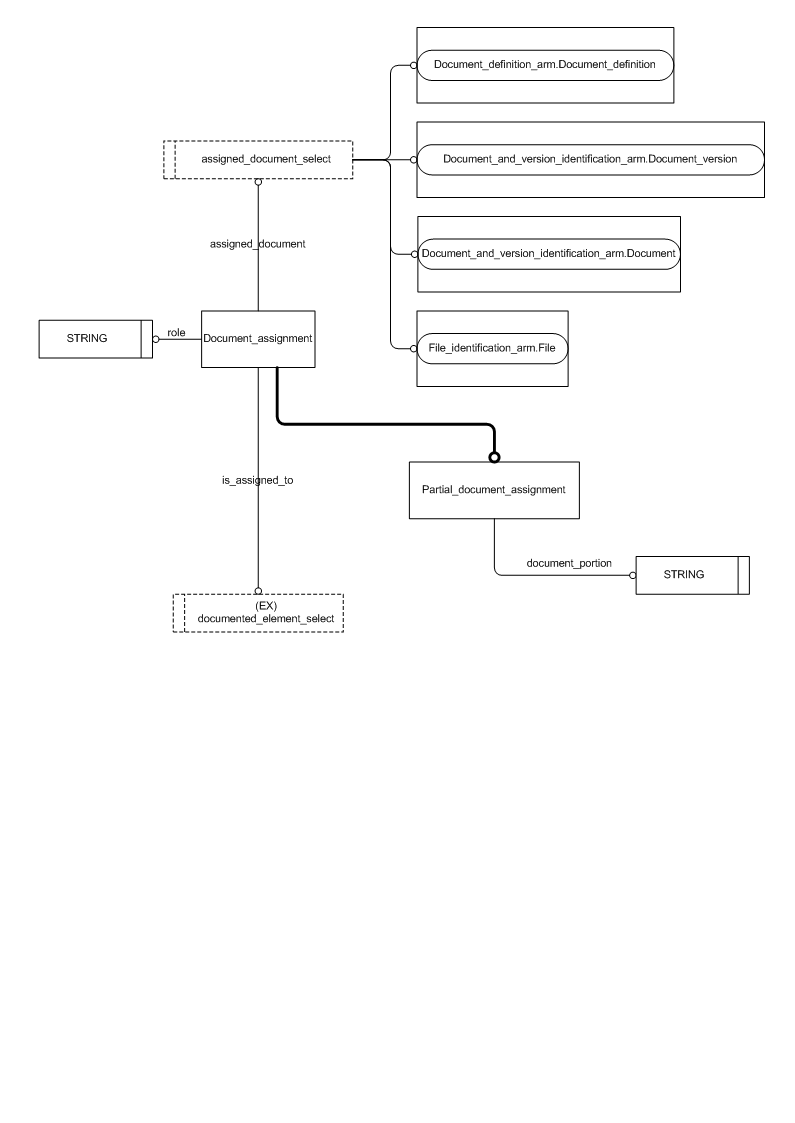 Document_definition_arm.Document_definition
assigned_document_select
Document_and_version_identification_arm.Document_version
assigned_document
Document_and_version_identification_arm.Document
STRING
role
Document_assignment
File_identification_arm.File
is_assigned_to
Partial_document_assignment
document_portion
STRING
(EX)
documented_element_select